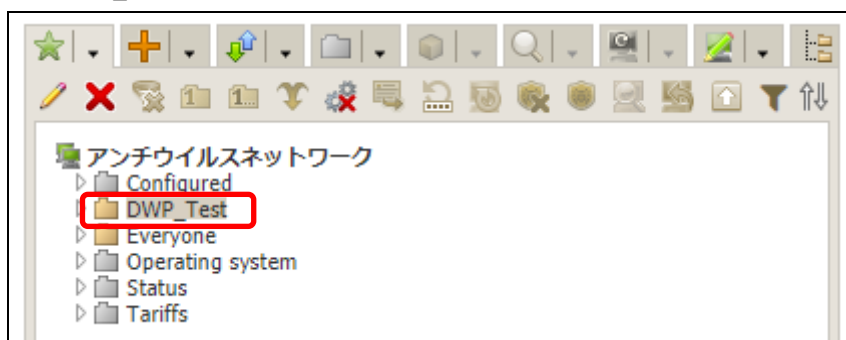 アンチウイルスネットワーク
Configured
DWP_Test
Everyone
Operating system
Status
Tariffs